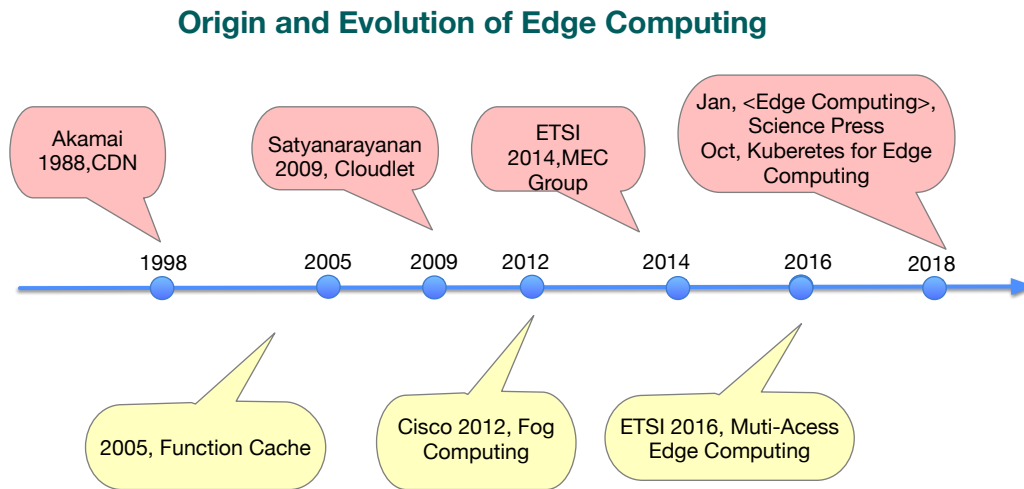 Origin and Evolution of Edge Computing
Akamai
1988,CDN
Satyanarayanan
2009, Cloudlet
ETSI
2014,MEC
Group
Jan, <Edge Computing>,
Science Press
Oct, Kuberetes for Edge
Computing
1998
2005
2009
2012
2014
2016
2018
2005, Function Cache
Cisco 2012, Fog
Computing
ETSI 2016, Muti-Acess
Edge Computing